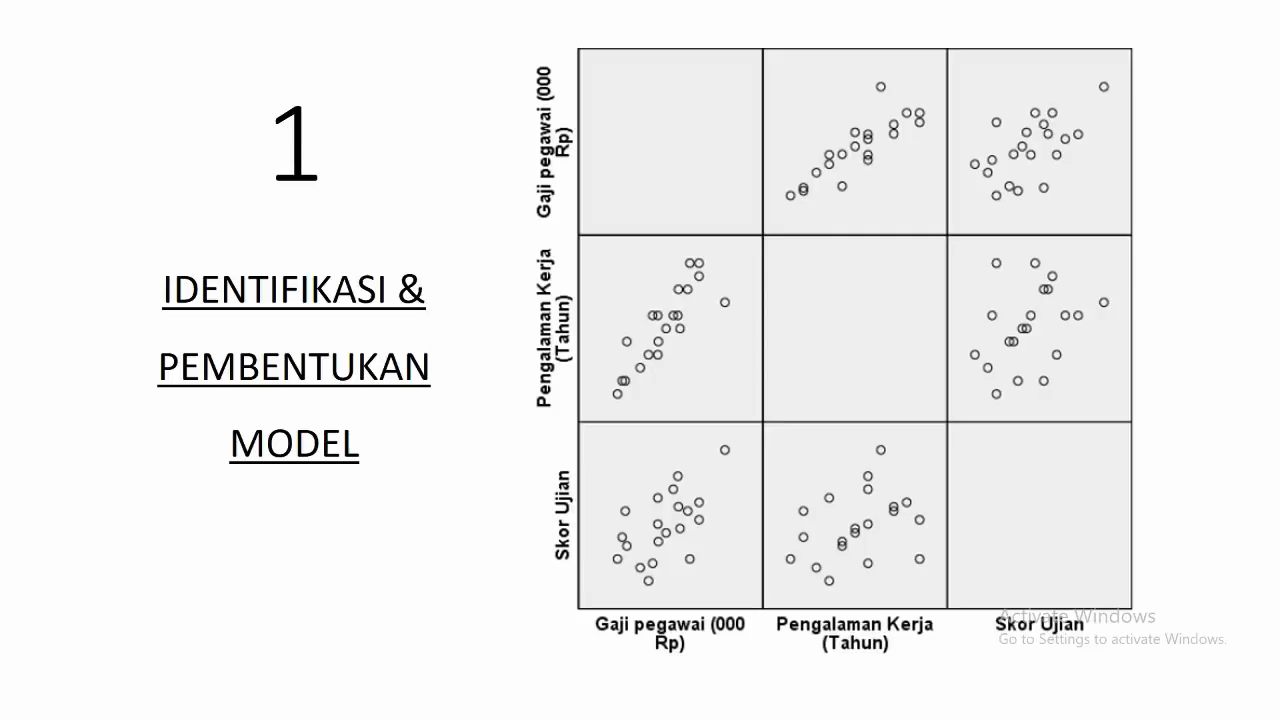 1
IDENTIFIKASI &
PEMBENTUKAN
MODEL
Gaji pegawai (000
Rp)
Pengalaman Kerja
(Tahun)
Skor Ujian
Gaji pegawai (000
Rp)
Pengalaman Kerja
(Tahun)
Skor Ujian
Activate Windows
Go to Settings to activate Windows.